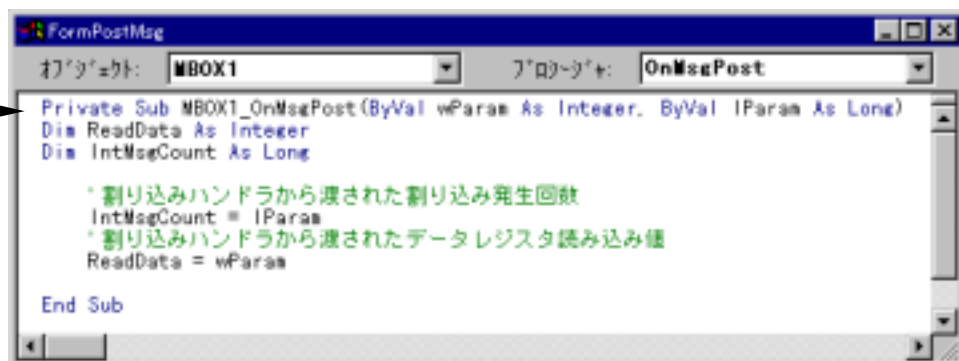 FormPostMsg
ｵﾌﾞｼﾞｪｸﾄ: MBOX1 ﾌﾟﾛｼｰｼﾞｬ: OnMsgPost
Private Sub MBOX1_OnMsgPost(ByVal wParam As Integer, ByVal lParam As Long)
Dim ReadData As Integer
Dim IntMsgCount As Long
'割り込みハンドラから渡された割り込み発生回数
IntMsgCount = lParam
'割り込みハンドラから渡されたデータレジスタ読み込み値
ReadData = wParam
End Sub